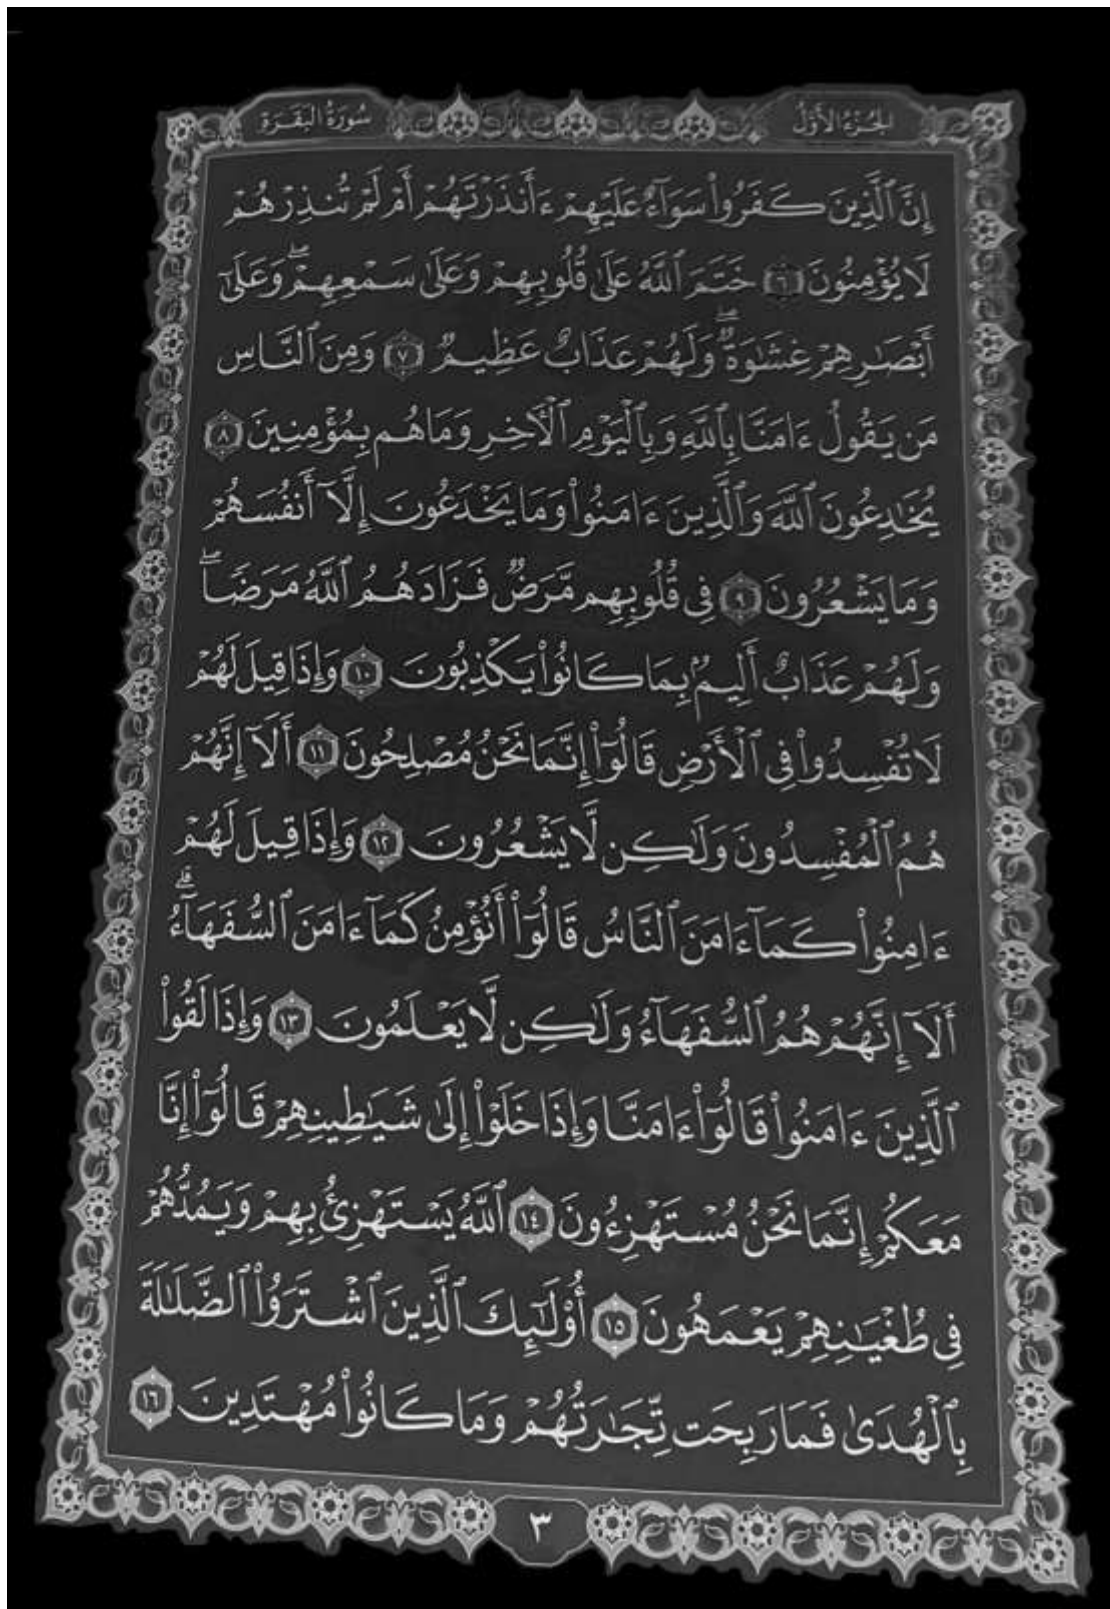 الجزء الأول
سورة البقرة
إِنَّ ٱلَّذِينَ كَفَرُوا۟ سَوَآءٌ عَلَيْهِمْ ءَأَنذَرْتَهُمْ أَمْ لَمْ تُنذِرْهُمْ
لَا يُؤْمِنُونَ ٦ خَتَمَ ٱللَّهُ عَلَىٰ قُلُوبِهِمْ وَعَلَىٰ سَمْعِهِمْ ۖ وَعَلَىٰٓ
أَبْصَـٰرِهِمْ غِشَـٰوَةٌ ۖ وَلَهُمْ عَذَابٌ عَظِيمٌ ٧ وَمِنَ ٱلنَّاسِ
مَن يَقُولُ ءَامَنَّا بِٱللَّهِ وَبِٱلْيَوْمِ ٱلْـَٔاخِرِ وَمَا هُم بِمُؤْمِنِينَ ٨
يُخَـٰدِعُونَ ٱللَّهَ وَٱلَّذِينَ ءَامَنُوا۟ وَمَا يَخْدَعُونَ إِلَّآ أَنفُسَهُمْ
وَمَا يَشْعُرُونَ ٩ فِى قُلُوبِهِم مَّرَضٌ فَزَادَهُمُ ٱللَّهُ مَرَضًا ۖ
وَلَهُمْ عَذَابٌ أَلِيمٌۢ بِمَا كَانُوا۟ يَكْذِبُونَ ١٠ وَإِذَا قِيلَ لَهُمْ
لَا تُفْسِدُوا۟ فِى ٱلْأَرْضِ قَالُوٓا۟ إِنَّمَا نَحْنُ مُصْلِحُونَ ١١ أَلَآ إِنَّهُمْ
هُمُ ٱلْمُفْسِدُونَ وَلَـٰكِن لَّا يَشْعُرُونَ ١٢ وَإِذَا قِيلَ لَهُمْ
ءَامِنُوا۟ كَمَآ ءَامَنَ ٱلنَّاسُ قَالُوٓا۟ أَنُؤْمِنُ كَمَآ ءَامَنَ ٱلسُّفَهَآءُ ۗ
أَلَآ إِنَّهُمْ هُمُ ٱلسُّفَهَآءُ وَلَـٰكِن لَّا يَعْلَمُونَ ١٣ وَإِذَا لَقُوا۟
ٱلَّذِينَ ءَامَنُوا۟ قَالُوٓا۟ ءَامَنَّا وَإِذَا خَلَوْا۟ إِلَىٰ شَيَـٰطِينِهِمْ قَالُوٓا۟ إِنَّا
مَعَكُمْ إِنَّمَا نَحْنُ مُسْتَهْزِءُونَ ١٤ ٱللَّهُ يَسْتَهْزِئُ بِهِمْ وَيَمُدُّهُمْ
فِى طُغْيَـٰنِهِمْ يَعْمَهُونَ ١٥ أُو۟لَـٰٓئِكَ ٱلَّذِينَ ٱشْتَرَوُا۟ ٱلضَّلَـٰلَةَ
بِٱلْهُدَىٰ فَمَا رَبِحَت تِّجَـٰرَتُهُمْ وَمَا كَانُوا۟ مُهْتَدِينَ ١٦
٣